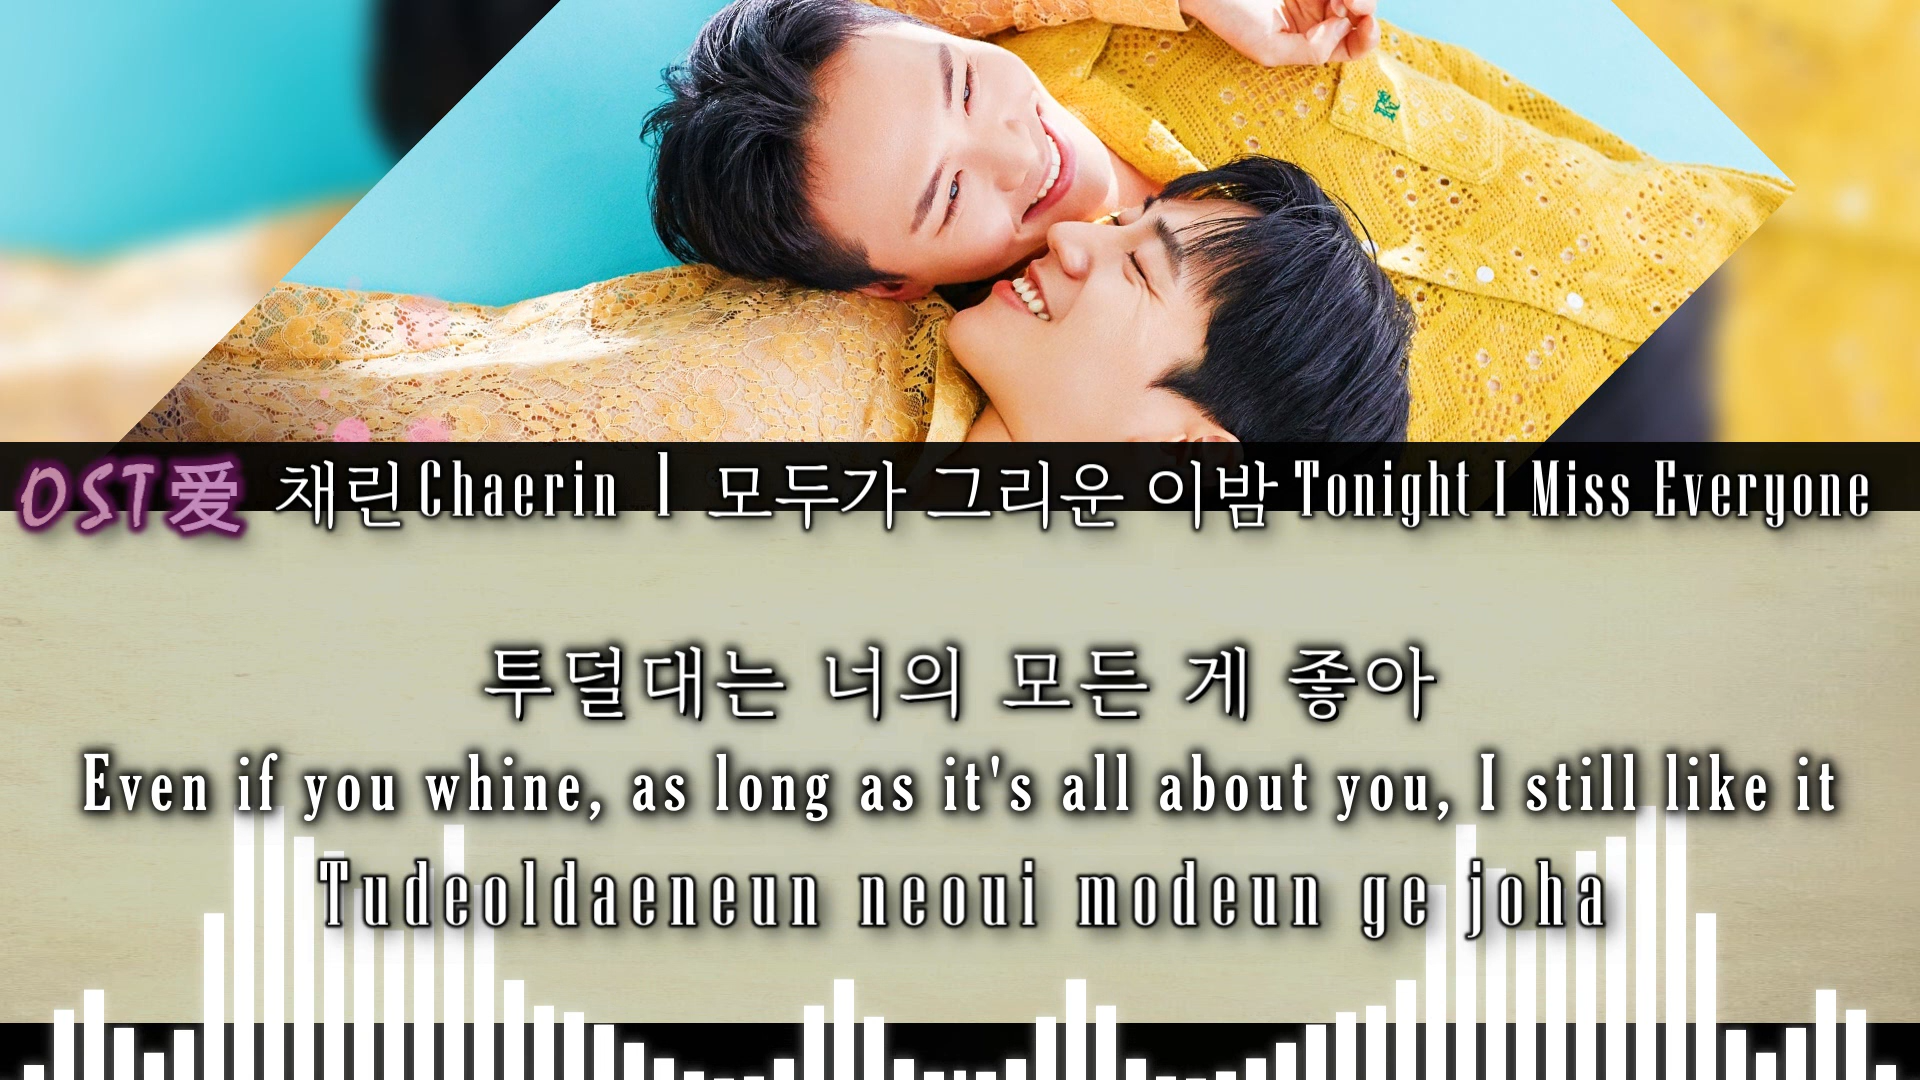 OST爱 채린 Chaerin | 모두가 그리운 이밤 Tonight I Miss Everyone
투덜대는 너의 모든 게 좋아
Even if you whine, as long as it's all about you, I still like it
Tudeoldaeneun neoui modeun ge joha